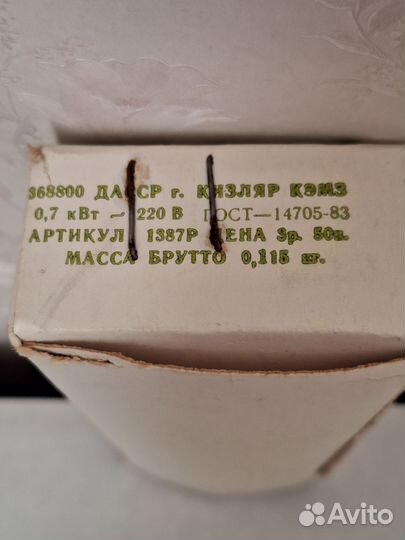 368800 ДАССР г. КИЗЛЯР КЭМЗ
0,7 кВт ~ 220 В ГОСТ—14705-83
АРТИКУЛ 1387Р ЦЕНА 3р. 50к.
МАССА БРУТТО 0,115 кг.
Avito